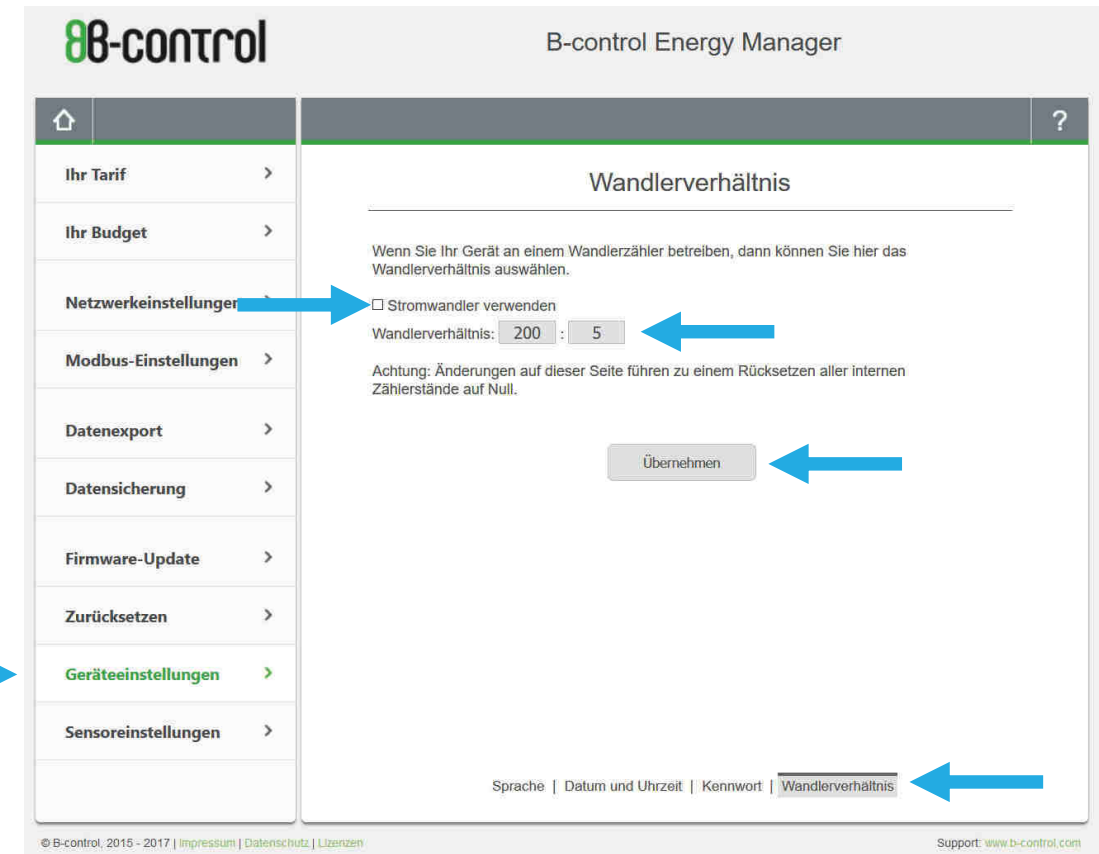 B-control
B-control Energy Manager
?
Ihr Tarif
Ihr Budget
Netzwerkeinstellungen
Modbus-Einstellungen
Datenexport
Datensicherung
Firmware-Update
Zurücksetzen
Geräteeinstellungen
Sensoreinstellungen
Wandlerverhältnis
Wenn Sie Ihr Gerät an einem Wandlerzähler betreiben, dann können Sie hier das
Wandlerverhältnis auswählen.
Stromwandler verwenden
Wandlerverhältnis: 200 : 5
Achtung: Änderungen auf dieser Seite führen zu einem Rücksetzen aller internen
Zählerstände auf Null.
Übernehmen
Sprache | Datum und Uhrzeit | Kennwort | Wandlerverhältnis
© B-control, 2015 - 2017 | Impressum | Datenschutz | Lizenzen
Support: www.b-control.com